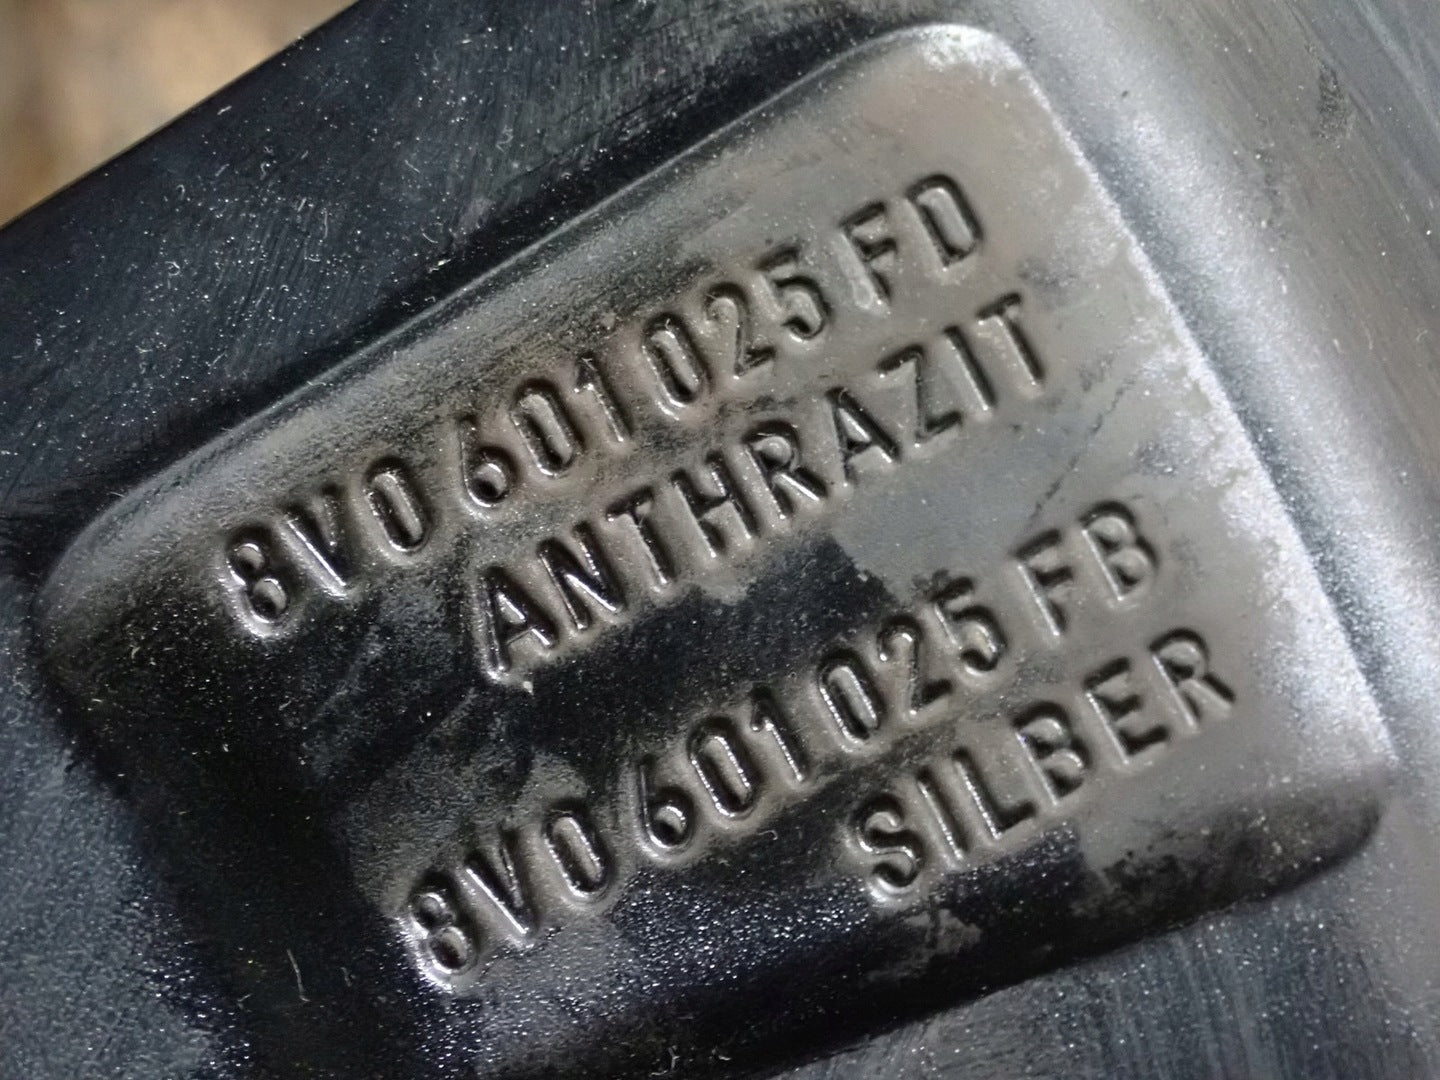 8V0 601 025 FD
ANTHRAZIT
8V0 601 025 FB
SILBER